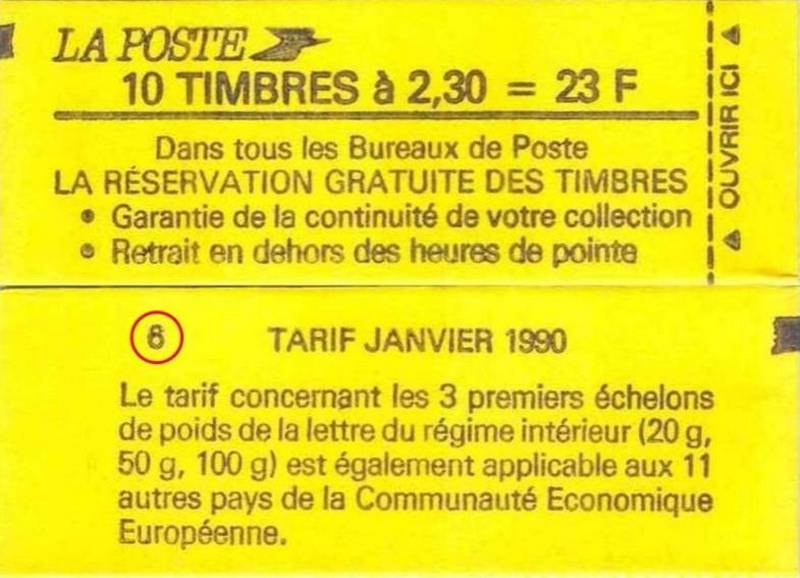 LA POSTE
10 TIMBRES à 2,30 = 23 F
Dans tous les Bureaux de Poste
LA RÉSERVATION GRATUITE DES TIMBRES
• Garantie de la continuité de votre collection
• Retrait en dehors des heures de pointe
OUVRIR ICI
6 TARIF JANVIER 1990
Le tarif concernant les 3 premiers échelons
de poids de la lettre du régime intérieur (20 g,
50 g, 100 g) est également applicable aux 11
autres pays de la Communauté Economique
Européenne.